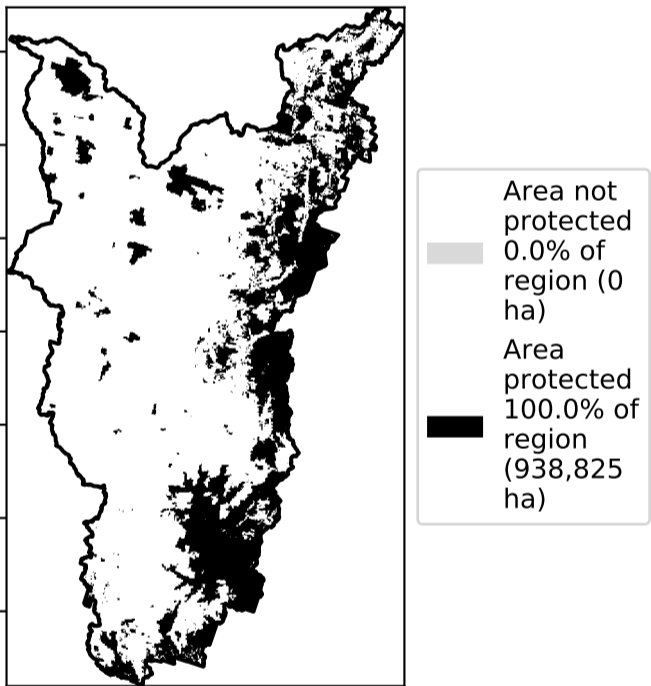 Area not
protected
0.0% of
region (0
ha)
Area
protected
100.0% of
region
(938,825
ha)